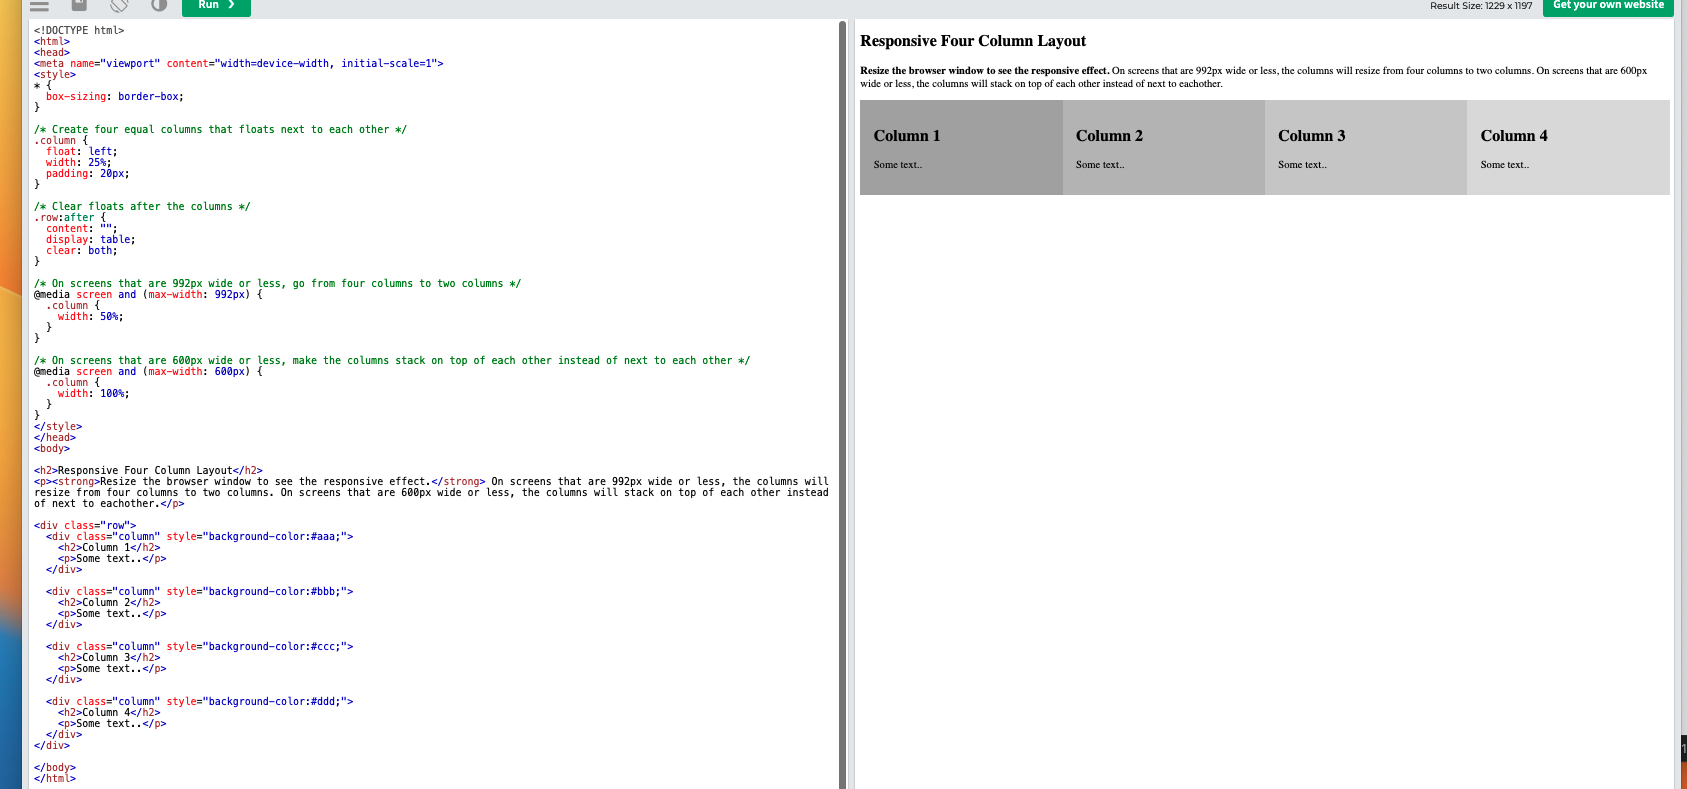 Run ❯
Result Size: 1229 x 1197
Get your own website
<!DOCTYPE html>
<html>
<head>
<meta name="viewport" content="width=device-width, initial-scale=1">
<style>
* {
  box-sizing: border-box;
}

/* Create four equal columns that floats next to each other */
.column {
  float: left;
  width: 25%;
  padding: 20px;
}

/* Clear floats after the columns */
.row:after {
  content: "";
  display: table;
  clear: both;
}

/* On screens that are 992px wide or less, go from four columns to two columns */
@media screen and (max-width: 992px) {
  .column {
    width: 50%;
  }
}

/* On screens that are 600px wide or less, make the columns stack on top of each other instead of next to each other */
@media screen and (max-width: 600px) {
  .column {
    width: 100%;
  }
}
</style>
</head>
<body>

<h2>Responsive Four Column Layout</h2>
<p><strong>Resize the browser window to see the responsive effect.</strong> On screens that are 992px wide or less, the columns will
resize from four columns to two columns. On screens that are 600px wide or less, the columns will stack on top of each other instead
of next to eachother.</p>

<div class="row">
  <div class="column" style="background-color:#aaa;">
    <h2>Column 1</h2>
    <p>Some text..</p>
  </div>

  <div class="column" style="background-color:#bbb;">
    <h2>Column 2</h2>
    <p>Some text..</p>
  </div>

  <div class="column" style="background-color:#ccc;">
    <h2>Column 3</h2>
    <p>Some text..</p>
  </div>

  <div class="column" style="background-color:#ddd;">
    <h2>Column 4</h2>
    <p>Some text..</p>
  </div>
</div>

</body>
</html>
Responsive Four Column Layout
Resize the browser window to see the responsive effect. On screens that are 992px wide or less, the columns will resize from four columns to two columns. On screens that are 600px
wide or less, the columns will stack on top of each other instead of next to eachother.
Column 1
Some text..
Column 2
Some text..
Column 3
Some text..
Column 4
Some text..